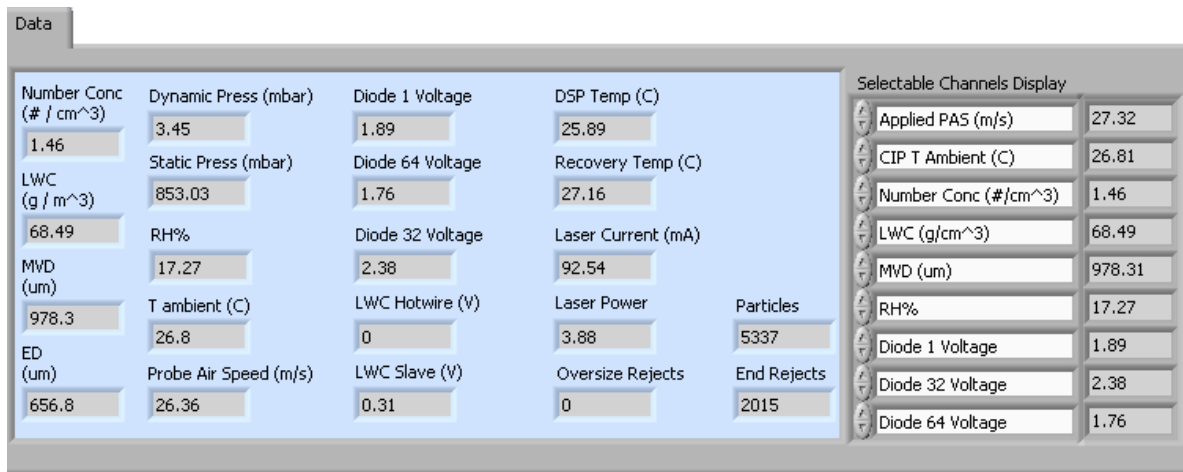 Data
Number Conc
(# / cm^3)
1.46
LWC
(g / m^3)
68.49
MVD
(um)
978.3
ED
(um)
656.8
Dynamic Press (mbar)
3.45
Static Press (mbar)
853.03
RH%
17.27
T ambient (C)
26.8
Probe Air Speed (m/s)
26.36
Diode 1 Voltage
1.89
Diode 64 Voltage
1.76
Diode 32 Voltage
2.38
LWC Hotwire (V)
0
LWC Slave (V)
0.31
DSP Temp (C)
25.89
Recovery Temp (C)
27.16
Laser Current (mA)
92.54
Laser Power
3.88
Oversize Rejects
0
Particles
5337
End Rejects
2015
Selectable Channels Display
Applied PAS (m/s) 27.32
CIP T Ambient (C) 26.81
Number Conc (#/cm^3) 1.46
LWC (g/cm^3) 68.49
MVD (um) 978.31
RH% 17.27
Diode 1 Voltage 1.89
Diode 32 Voltage 2.38
Diode 64 Voltage 1.76